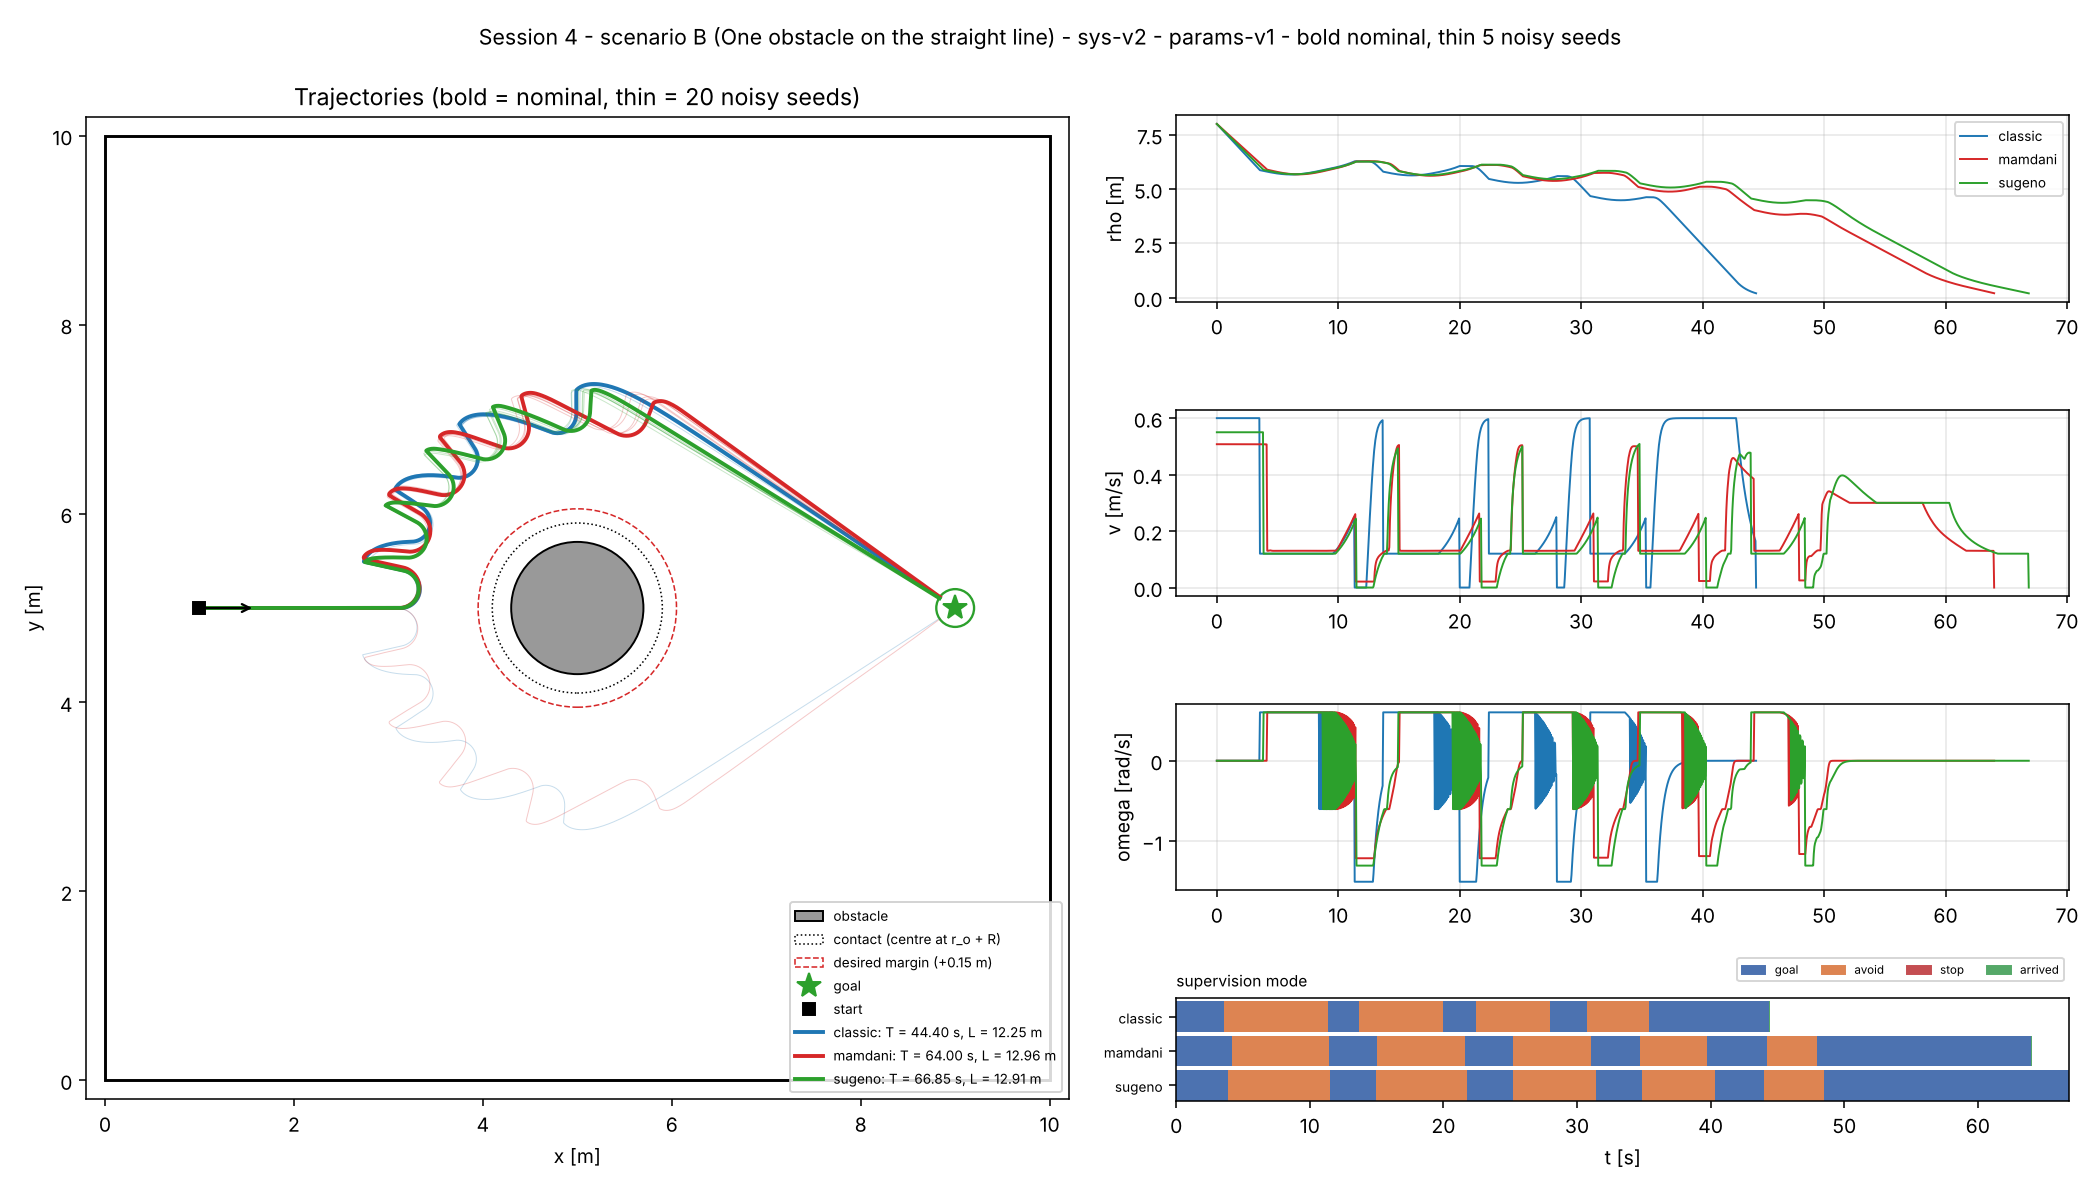 Session 4 - scenario B (One obstacle on the straight line) - sys-v2 - params-v1 - bold nominal, thin 5 noisy seeds
Trajectories (bold = nominal, thin = 20 noisy seeds)
10
8
6
4
2
0
y [m]
0 2 4 6 8 10
x [m]
obstacle
contact (centre at r_o + R)
desired margin (+0.15 m)
goal
start
classic: T = 44.40 s, L = 12.25 m
mamdani: T = 64.00 s, L = 12.96 m
sugeno: T = 66.85 s, L = 12.91 m
7.5
5.0
2.5
0.0
rho [m]
classic
mamdani
sugeno
0 10 20 30 40 50 60 70
0.6
0.4
0.2
0.0
v [m/s]
0 10 20 30 40 50 60 70
0
−1
omega [rad/s]
0 10 20 30 40 50 60 70
supervision mode
goal avoid stop arrived
classic
mamdani
sugeno
0 10 20 30 40 50 60
t [s]